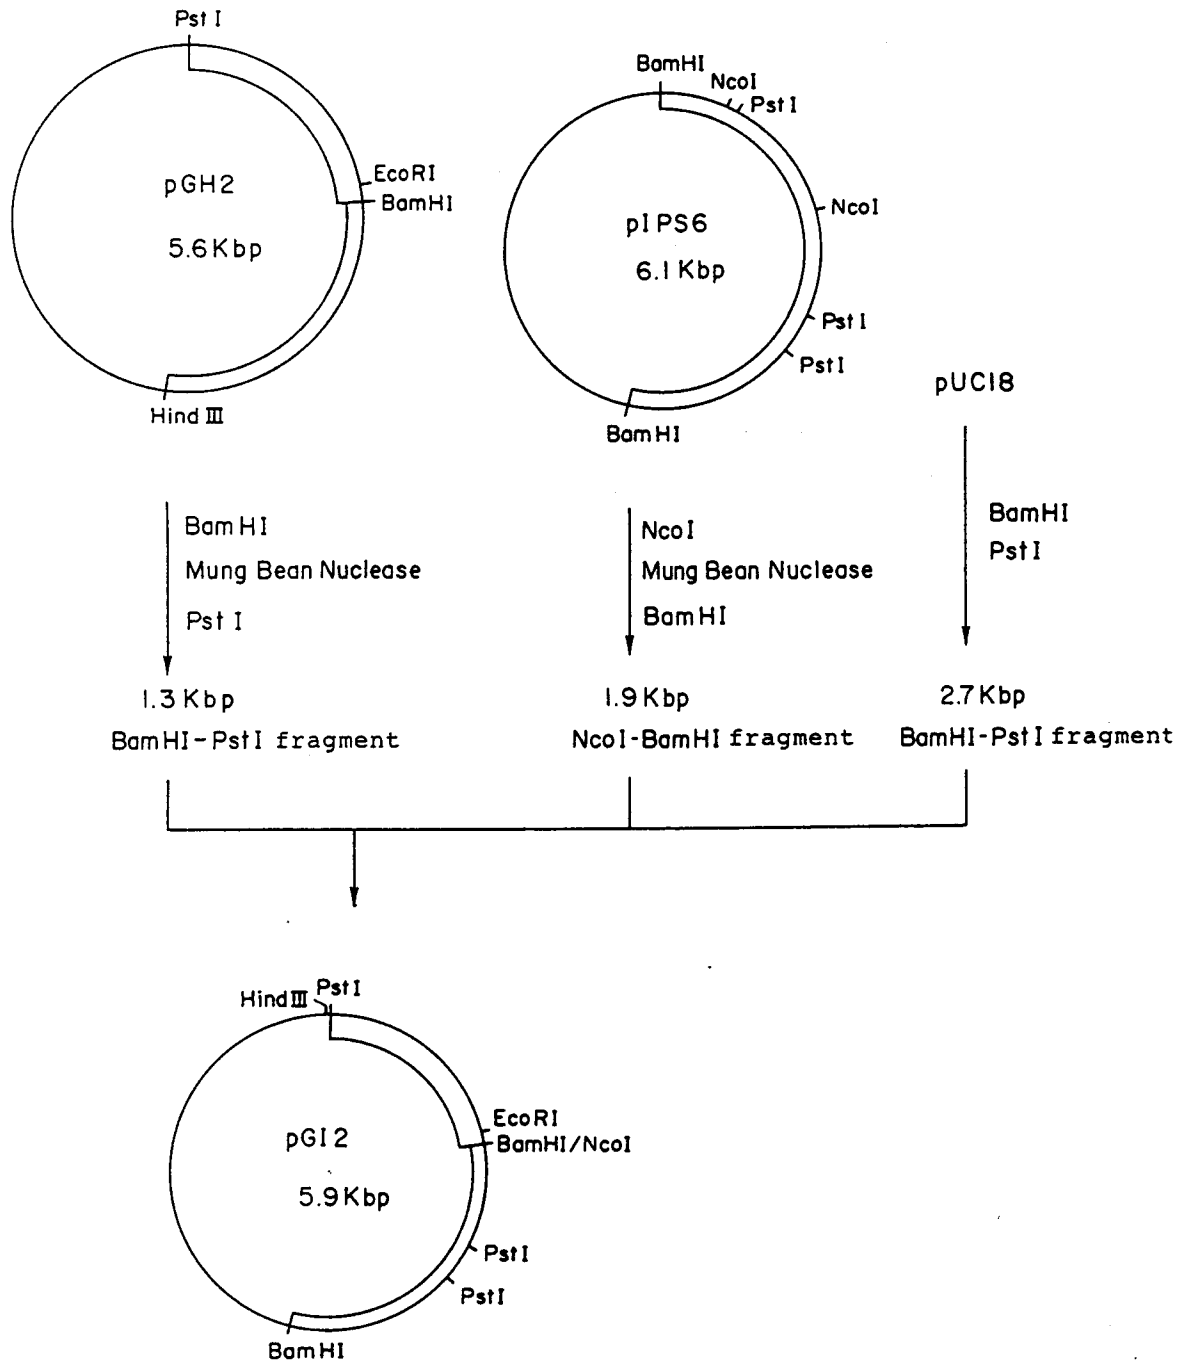 Pst I
EcoRI
BamHI
pGH2
5.6 Kbp
Hind III
BamHI
NcoI
Pst I
NcoI
pIPS6
6.1 Kbp
Pst I
Pst I
BamHI
pUC18
BamHI
Mung Bean Nuclease
Pst I
NcoI
Mung Bean Nuclease
BamHI
BamHI
Pst I
1.3 Kbp
BamHI-PstI fragment
1.9 Kbp
NcoI-BamHI fragment
2.7 Kbp
BamHI-PstI fragment
Hind III
Pst I
EcoRI
BamHI/NcoI
pGI2
5.9 Kbp
Pst I
Pst I
BamHI